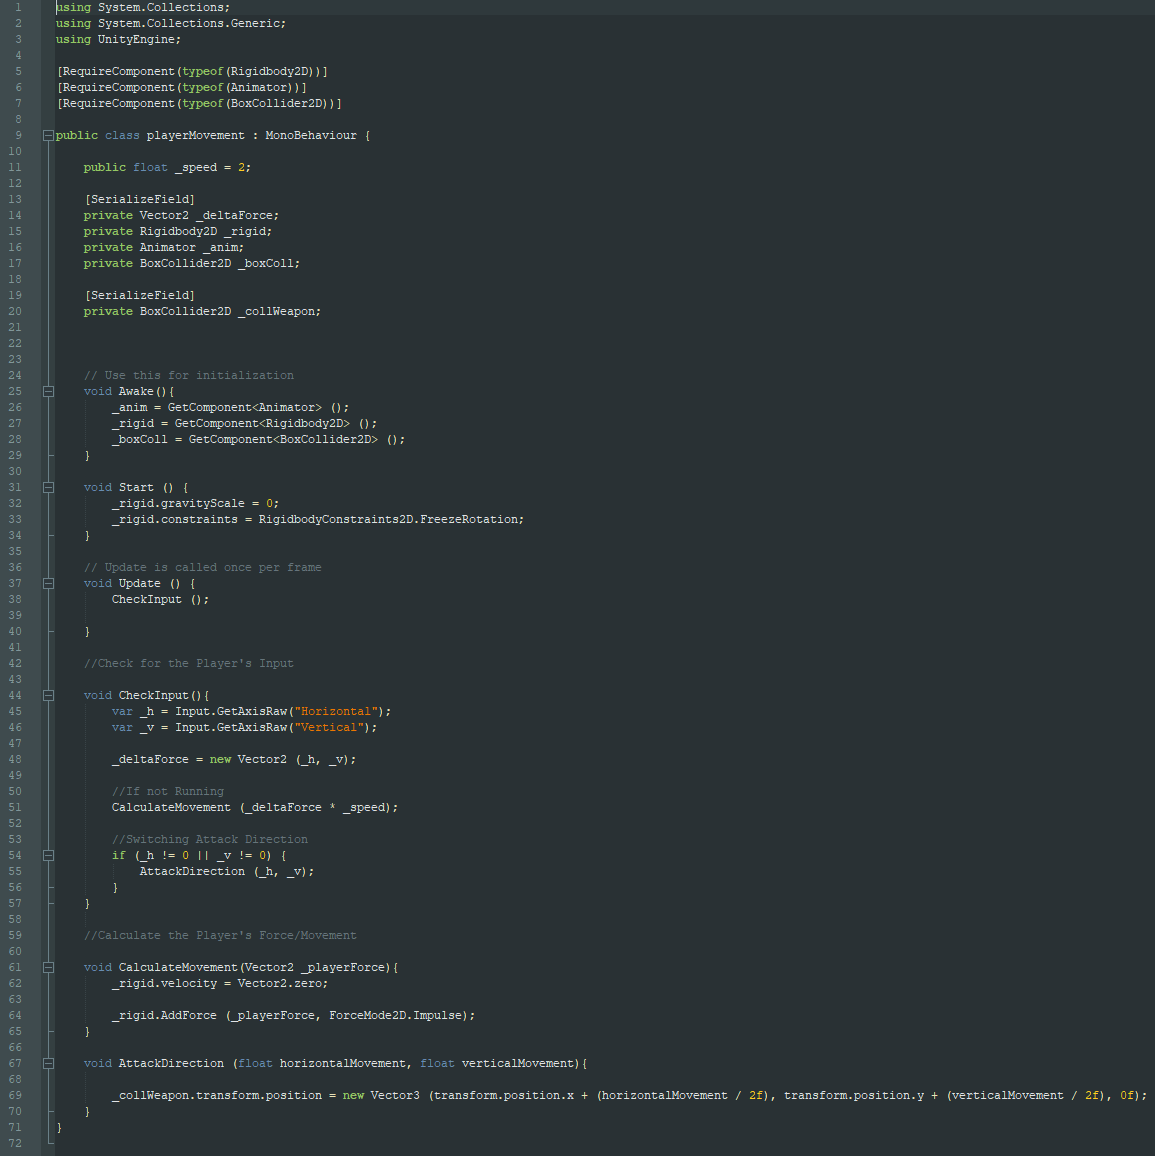 1 using System.Collections;
2 using System.Collections.Generic;
3 using UnityEngine;
4
5 [RequireComponent(typeof(Rigidbody2D))]
6 [RequireComponent(typeof(Animator))]
7 [RequireComponent(typeof(BoxCollider2D))]
8
9 public class playerMovement : MonoBehaviour {
10
11     public float _speed = 2;
12
13     [SerializeField]
14     private Vector2 _deltaForce;
15     private Rigidbody2D _rigid;
16     private Animator _anim;
17     private BoxCollider2D _boxColl;
18
19     [SerializeField]
20     private BoxCollider2D _collWeapon;
21
22
23
24     // Use this for initialization
25     void Awake(){
26         _anim = GetComponent<Animator> ();
27         _rigid = GetComponent<Rigidbody2D> ();
28         _boxColl = GetComponent<BoxCollider2D> ();
29     }
30
31     void Start () {
32         _rigid.gravityScale = 0;
33         _rigid.constraints = RigidbodyConstraints2D.FreezeRotation;
34     }
35
36     // Update is called once per frame
37     void Update () {
38         CheckInput ();
39
40     }
41
42     //Check for the Player's Input
43
44     void CheckInput(){
45         var _h = Input.GetAxisRaw("Horizontal");
46         var _v = Input.GetAxisRaw("Vertical");
47
48         _deltaForce = new Vector2 (_h, _v);
49
50         //If not Running
51         CalculateMovement (_deltaForce * _speed);
52
53         //Switching Attack Direction
54         if (_h != 0 || _v != 0) {
55             AttackDirection (_h, _v);
56         }
57     }
58
59     //Calculate the Player's Force/Movement
60
61     void CalculateMovement(Vector2 _playerForce){
62         _rigid.velocity = Vector2.zero;
63
64         _rigid.AddForce (_playerForce, ForceMode2D.Impulse);
65     }
66
67     void AttackDirection (float horizontalMovement, float verticalMovement){
68
69         _collWeapon.transform.position = new Vector3 (transform.position.x + (horizontalMovement / 2f), transform.position.y + (verticalMovement / 2f), 0f);
70     }
71 }
72